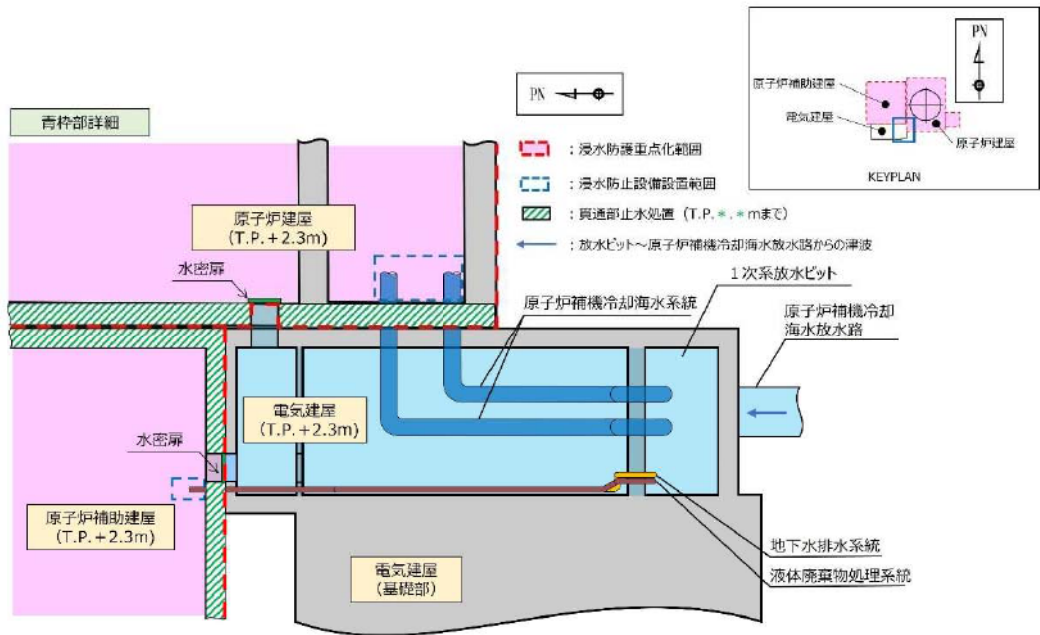 青枠部詳細
PN
：浸水防護重点化範囲
：浸水防止設備設置範囲
：貫通部止水処置（T.P.＊.＊mまで）
：放水ピット～原子炉補機冷却海水放水路からの津波
PN
原子炉補助建屋
電気建屋
原子炉建屋
KEYPLAN
原子炉建屋
(T.P.+2.3m)
水密扉
1次系放水ピット
原子炉補機冷却海水系統
原子炉補機冷却
海水放水路
電気建屋
(T.P.+2.3m)
水密扉
原子炉補助建屋
(T.P.+2.3m)
電気建屋
(基礎部)
地下水排水系統
液体廃棄物処理系統